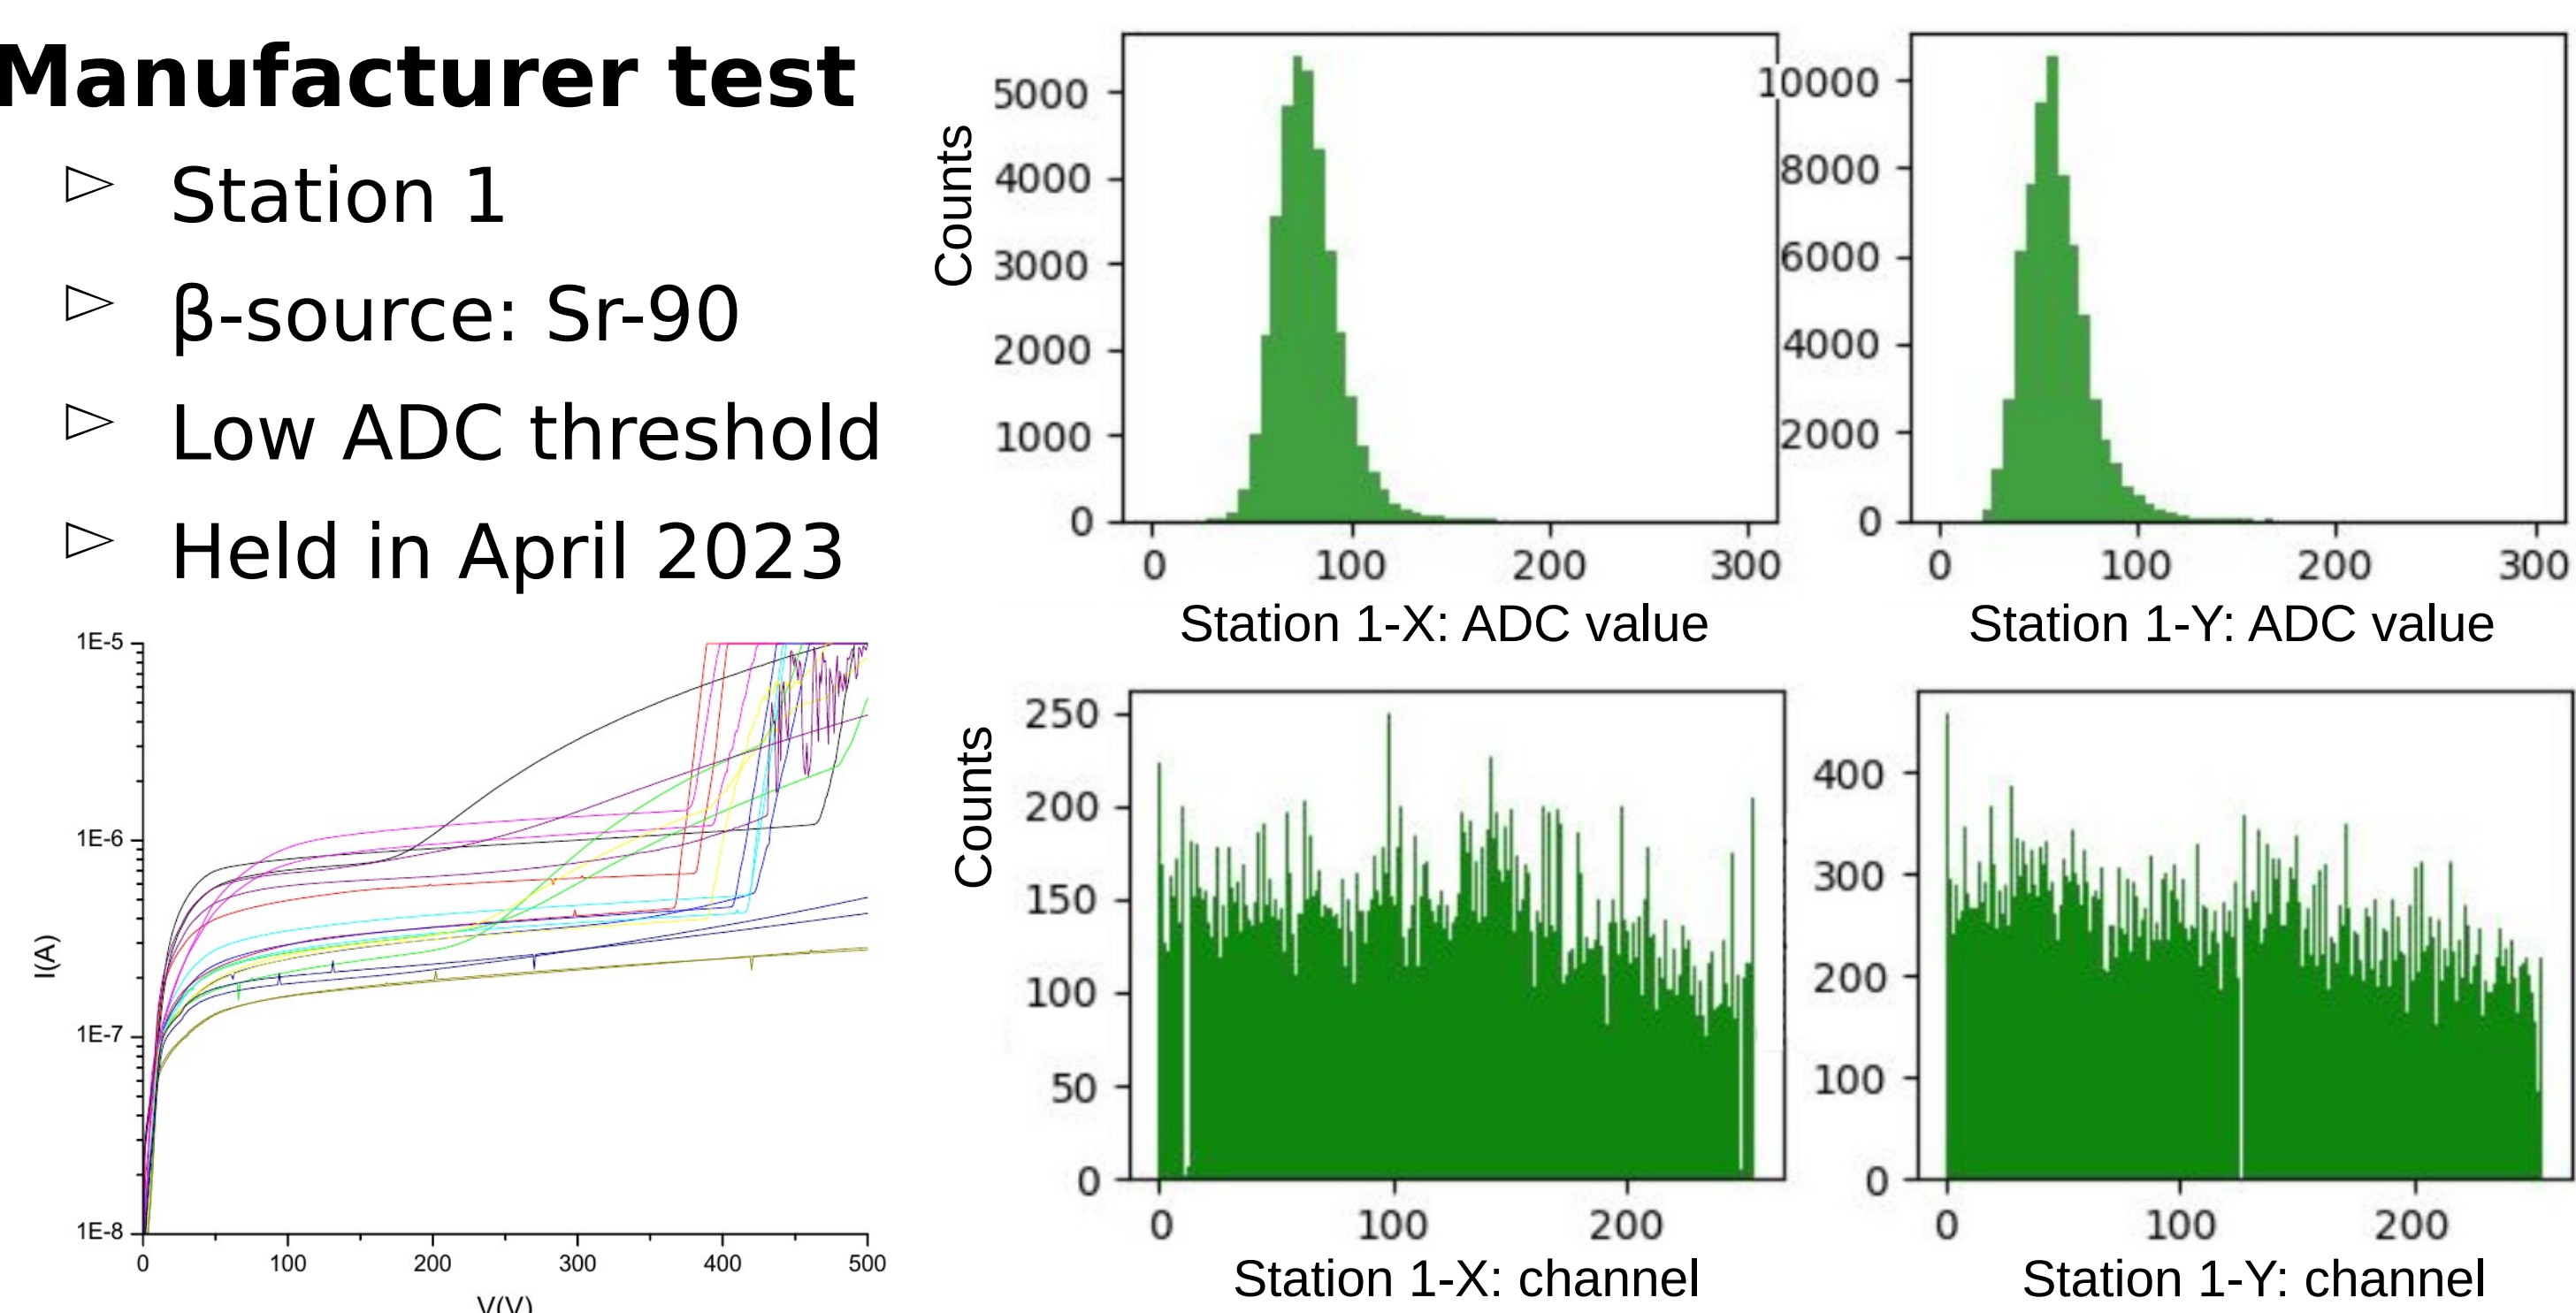 Manufacturer test
Station 1
β-source: Sr-90
Low ADC threshold
Held in April 2023
Counts
5000
4000
3000
2000
1000
0
0 100 200 300
Station 1-X: ADC value
10000
8000
6000
4000
2000
0
0 100 200 300
Station 1-Y: ADC value
I(A)
1E-5
1E-6
1E-7
1E-8
0 100 200 300 400 500
V(V)
Counts
250
200
150
100
50
0
0 100 200
Station 1-X: channel
400
300
200
100
0
0 100 200
Station 1-Y: channel